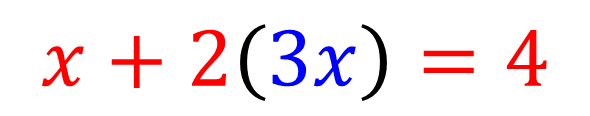 x + 2(3x) = 4